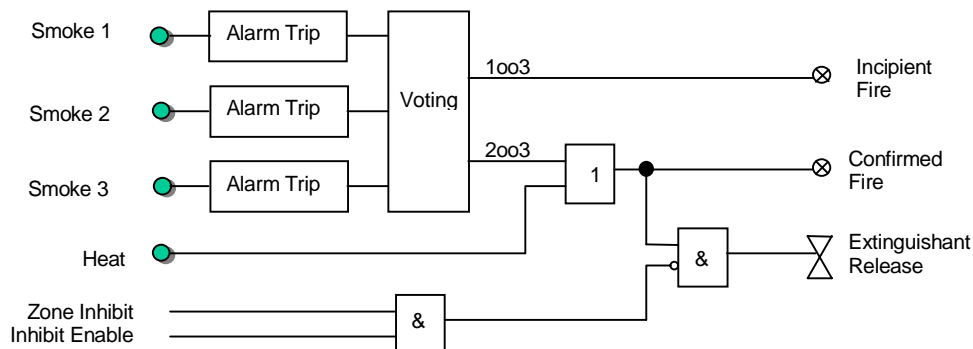 Smoke 1
Alarm Trip
Smoke 2
Alarm Trip
Smoke 3
Alarm Trip
Voting
1oo3
Incipient
Fire
2oo3
1
Confirmed
Fire
Heat
&
Extinguishant
Release
Zone Inhibit
Inhibit Enable
&